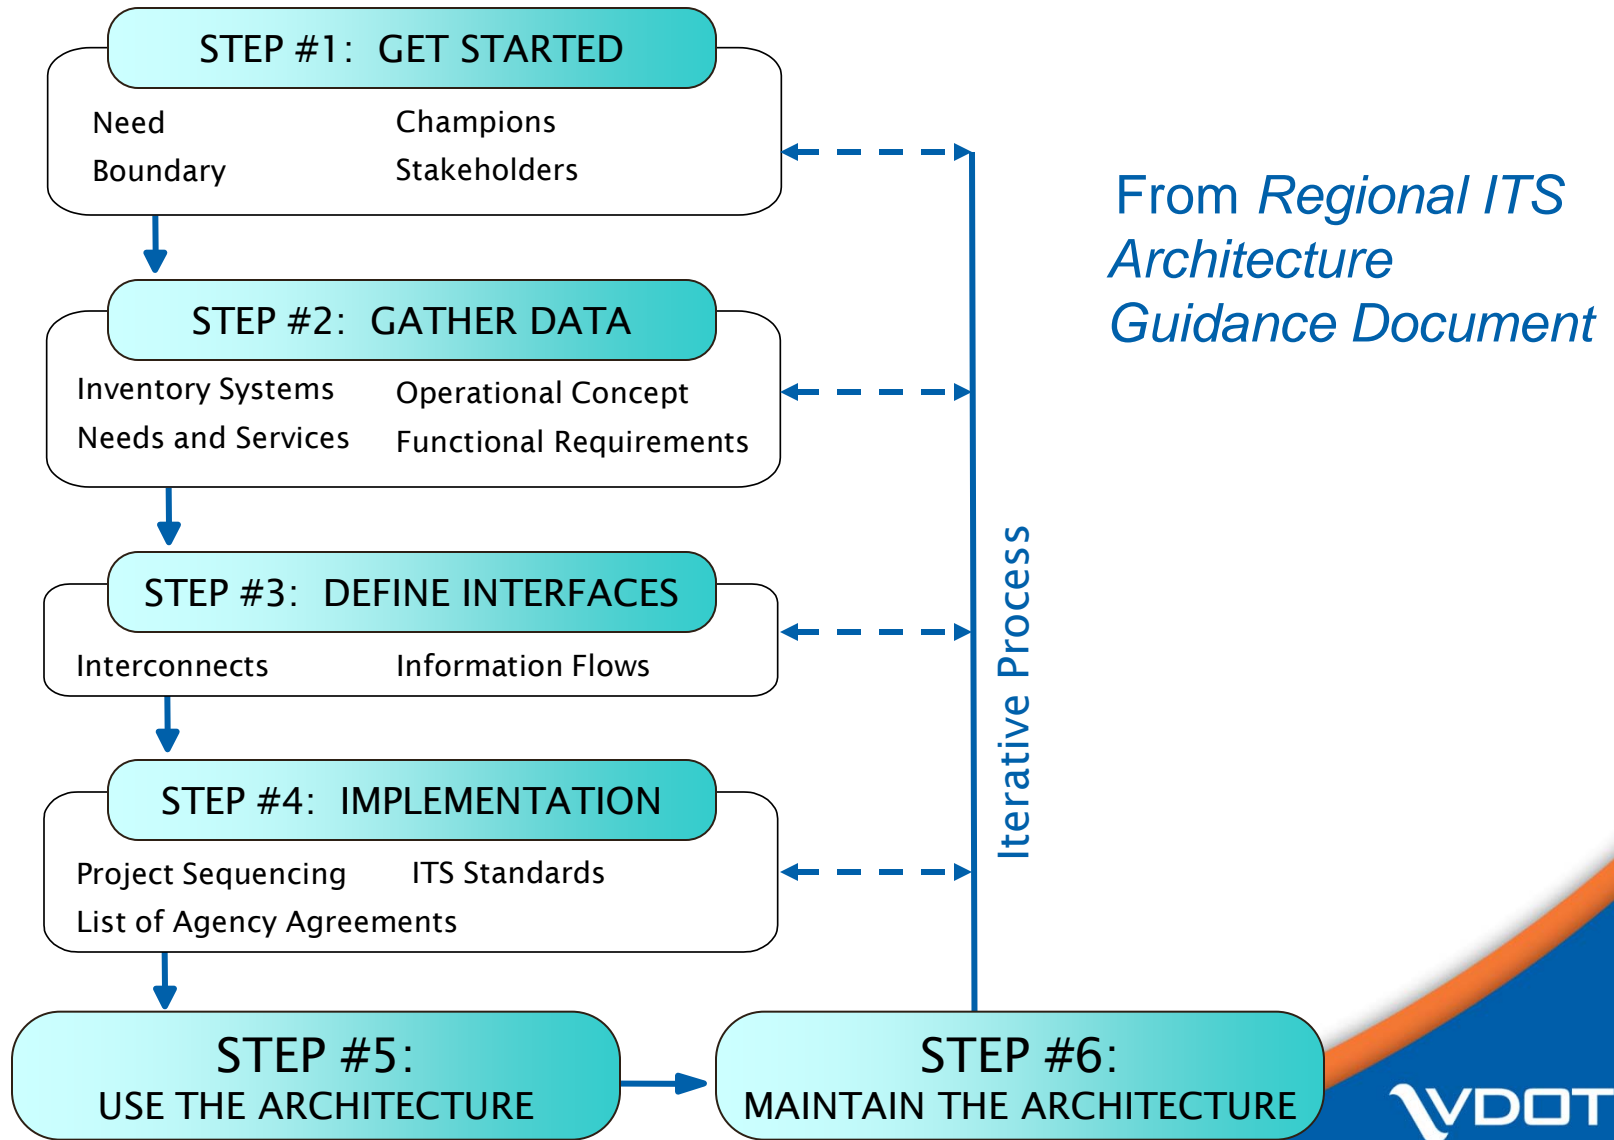 STEP #1: GET STARTED
Need
Champions
Boundary
Stakeholders
STEP #2: GATHER DATA
Inventory Systems
Operational Concept
Needs and Services
Functional Requirements
STEP #3: DEFINE INTERFACES
Interconnects
Information Flows
STEP #4: IMPLEMENTATION
Project Sequencing
ITS Standards
List of Agency Agreements
STEP #5:
USE THE ARCHITECTURE
STEP #6:
MAINTAIN THE ARCHITECTURE
Iterative Process
From Regional ITS
Architecture
Guidance Document
VDOT